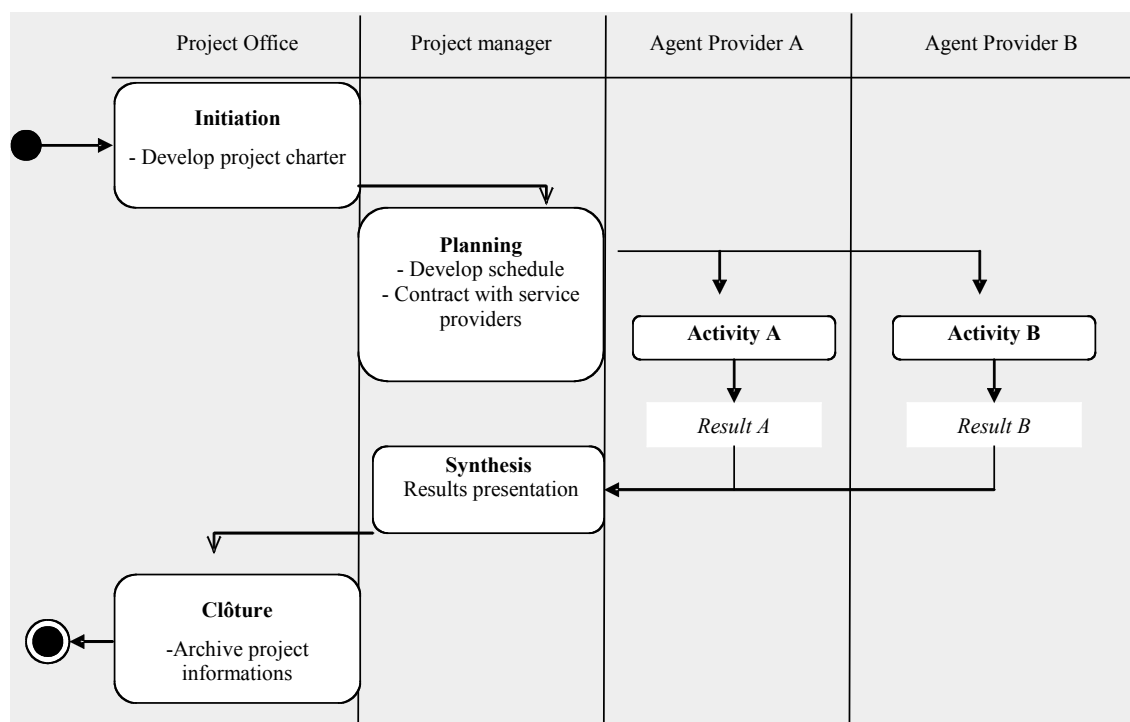 Project Office
Project manager
Agent Provider A
Agent Provider B
Initiation
- Develop project charter
Planning
- Develop schedule
- Contract with service
providers
Activity A
Activity B
Result A
Result B
Synthesis
Results presentation
Clôture
-Archive project
informations